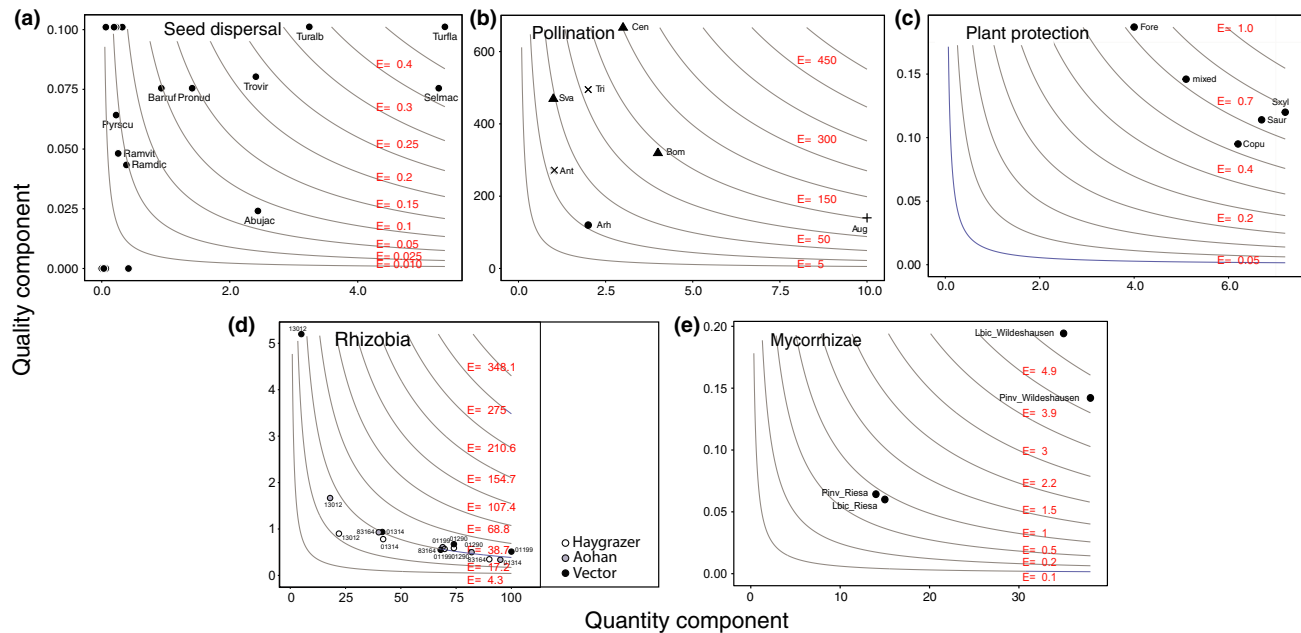 (a)
Seed dispersal
0.100
0.075
0.050
0.025
0.000
0.0
2.0
4.0
Turalb
Turfla
Trovir
Selmac
Barruf
Pronud
Pyrscu
Ramvit
Ramdic
Abujac
E= 0.4
E= 0.3
E= 0.25
E= 0.2
E= 0.15
E= 0.1
E= 0.05
E= 0.025
E= 0.010
(b)
Pollination
600
400
200
0
0.0
2.5
5.0
7.5
10.0
Cen
Tri
Sva
Bom
Ant
Arh
Aug
E= 450
E= 300
E= 150
E= 50
E= 5
(c)
Plant protection
0.15
0.10
0.05
0.00
0.0
2.0
4.0
6.0
Fore
mixed
Sxyl
Saur
Copu
E= 1.0
E= 0.7
E= 0.4
E= 0.2
E= 0.05
Quality component
(d)
Rhizobia
5
4
3
2
1
0
0
25
50
75
100
13012
13012
13012
83164
01314
01314
01199
01290
83164
01199
01290
01290
83164
01314
01199
E= 348.1
E= 275
E= 210.6
E= 154.7
E= 107.4
E= 68.8
E= 38.7
E= 17.2
E= 4.3
Haygrazer
Aohan
Vector
(e)
Mycorrhizae
0.20
0.15
0.10
0.05
0.00
0
10
20
30
Lbic_Wildeshausen
Pinv_Wildeshausen
Pinv_Riesa
Lbic_Riesa
E= 4.9
E= 3.9
E= 3
E= 2.2
E= 1.5
E= 1
E= 0.5
E= 0.2
E= 0.1
Quantity component